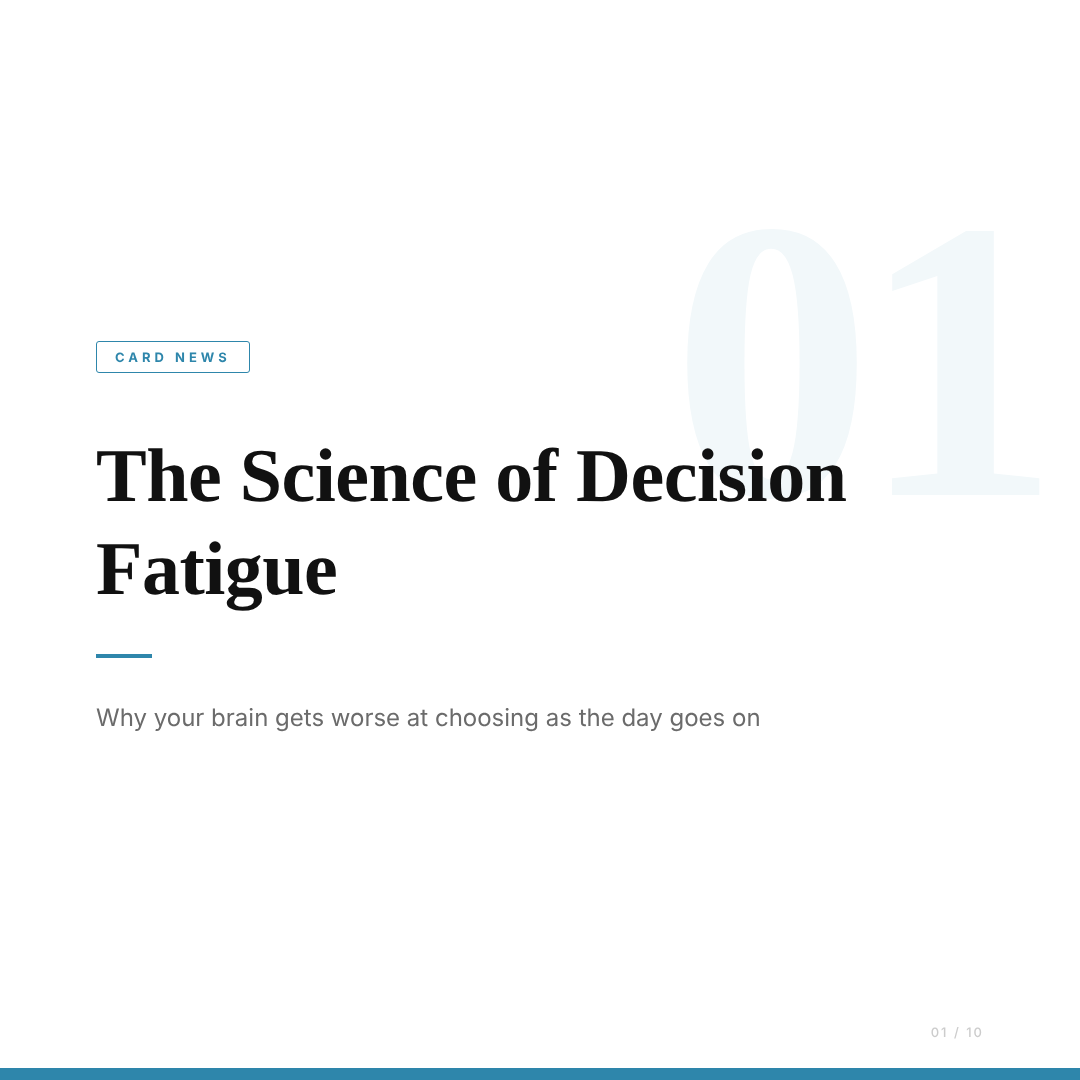 01
CARD NEWS
The Science of Decision
Fatigue
Why your brain gets worse at choosing as the day goes on
01 / 10